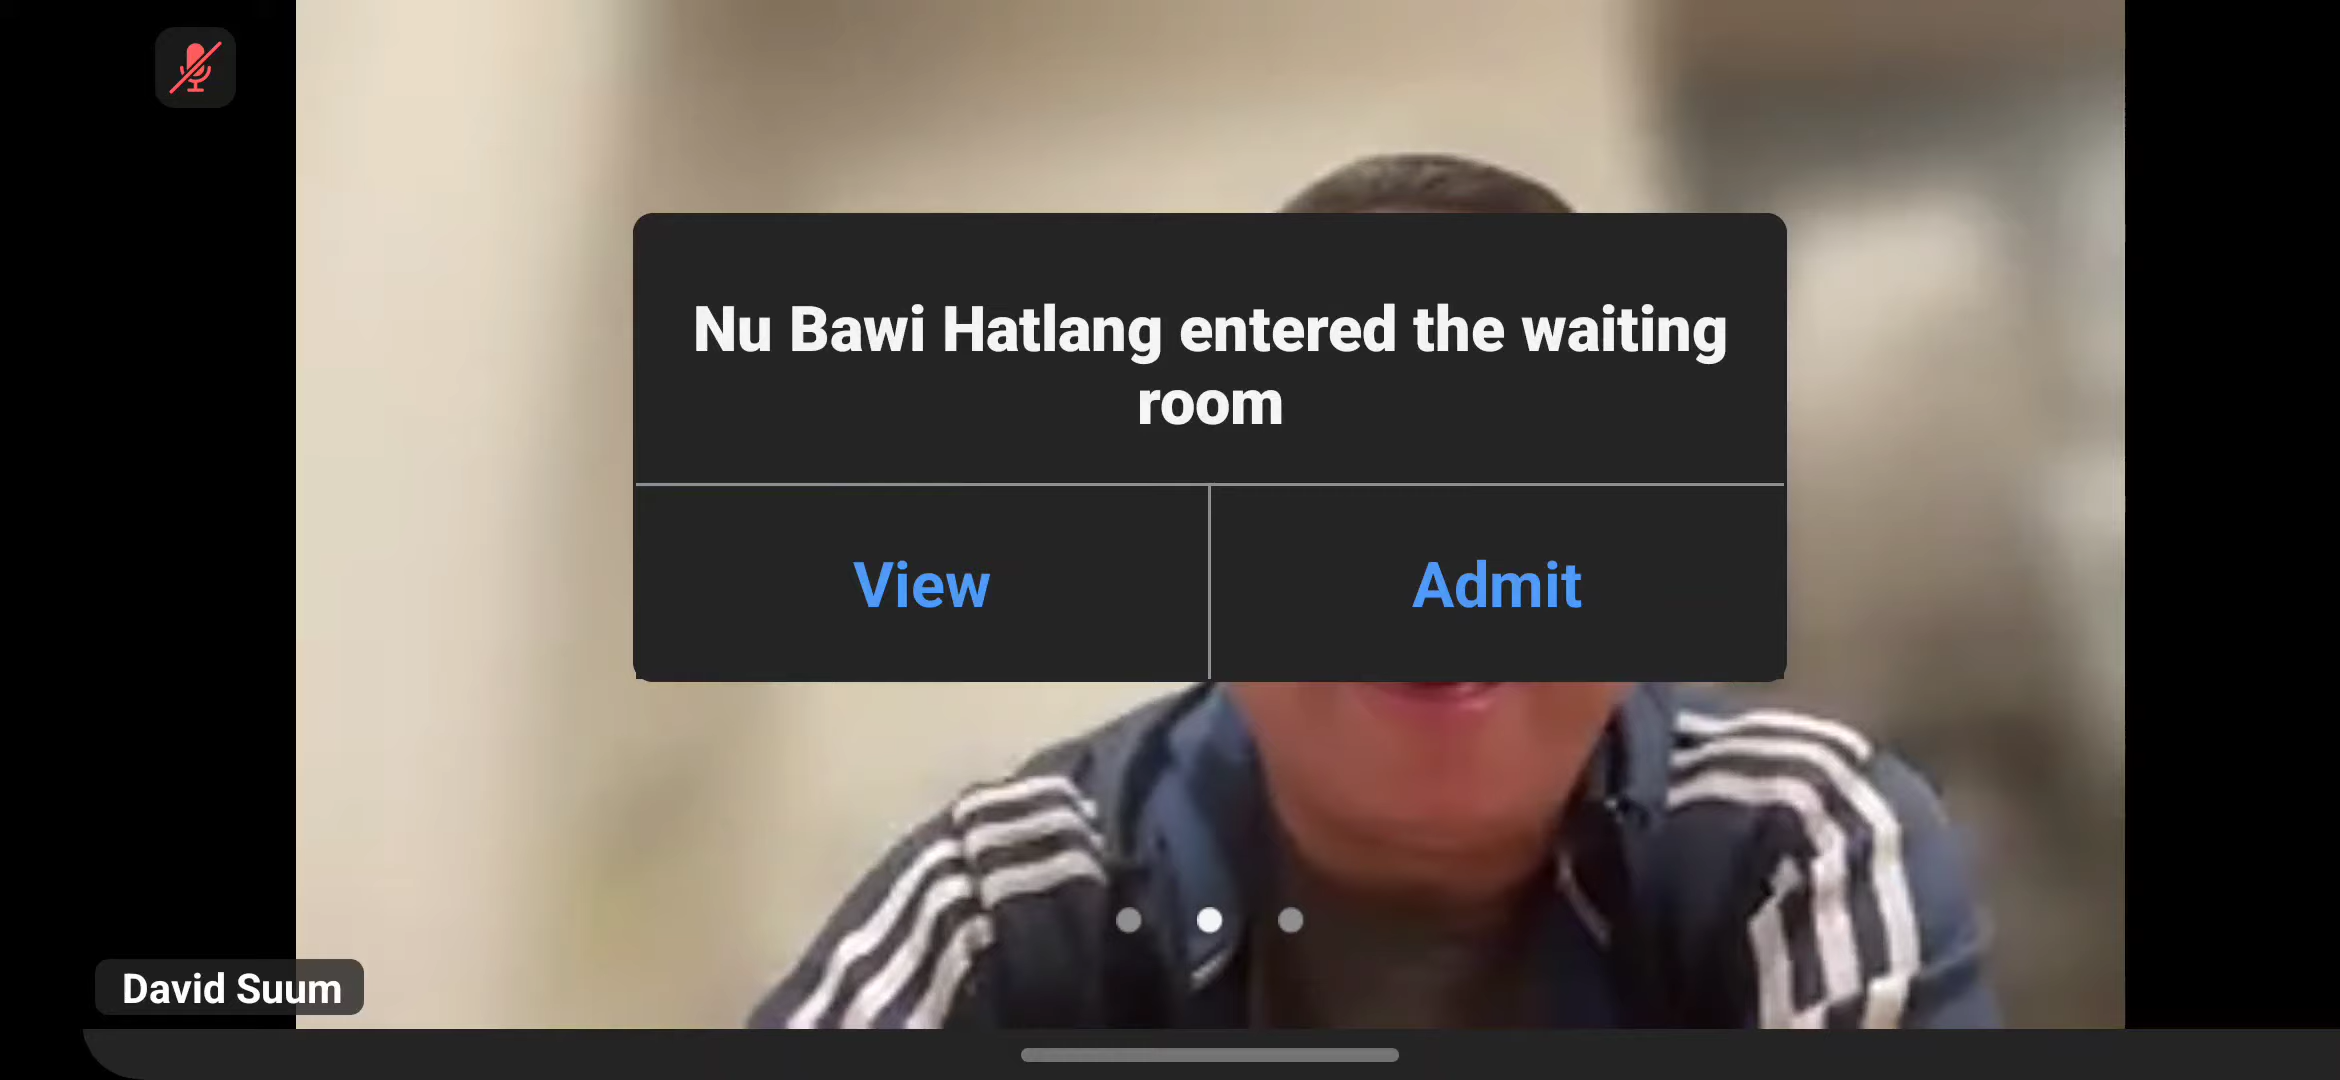 Nu Bawi Hatlang entered the waiting
room
View
Admit
David Suum